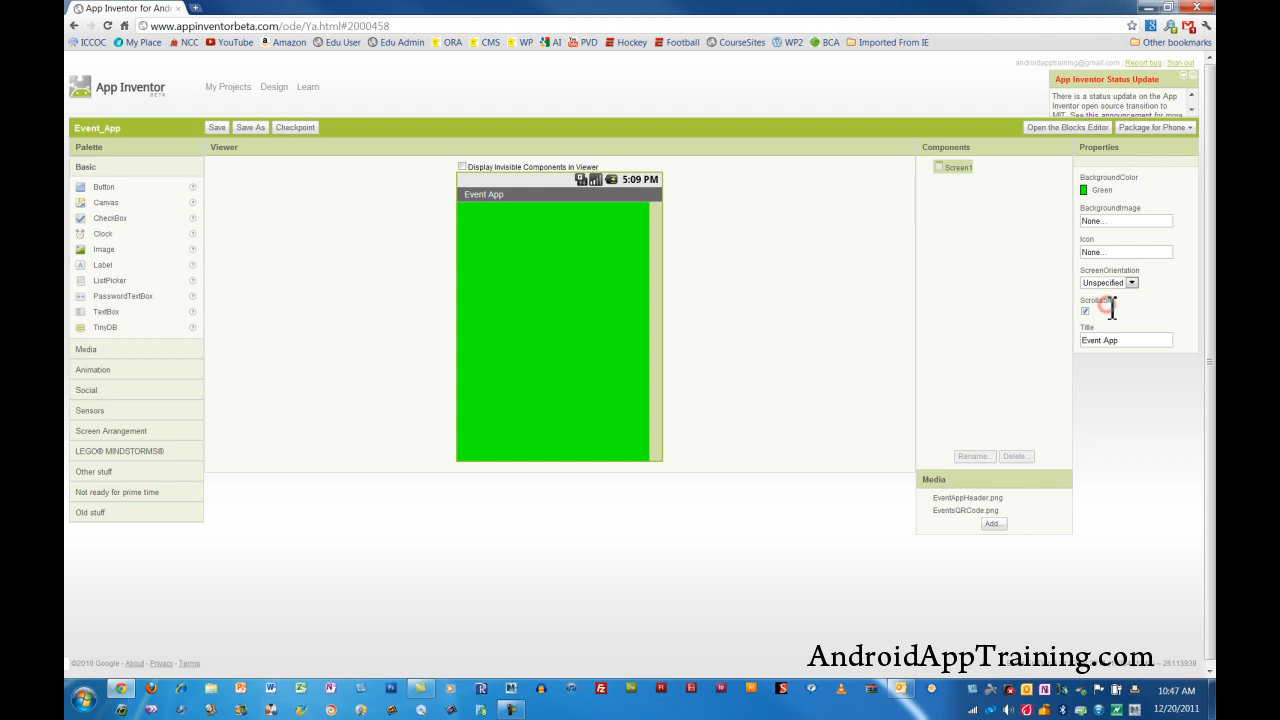 App Inventor for Andr
www.appinventorbeta.com/ode/Ya.html#2000458
ICCOC My Place NCC YouTube Amazon Edu User Edu Admin ORA CMS WP AI PVD Hockey Football CourseSites WP2 BCA Imported From IE Other bookmarks
androidapptraining@gmail.com | Report bug | Sign out
App Inventor Status Update
There is a status update on the App
Inventor open source transition to
MIT. See this announcement for more
App Inventor
BETA
My Projects Design Learn
Event_App
Save Save As Checkpoint
Open the Blocks Editor Package for Phone
Palette
Basic
Button ?
Canvas ?
CheckBox ?
Clock ?
Image ?
Label ?
ListPicker ?
PasswordTextBox ?
TextBox ?
TinyDB ?
Media
Animation
Social
Sensors
Screen Arrangement
LEGO® MINDSTORMS®
Other stuff
Not ready for prime time
Old stuff
Viewer
Display Invisible Components in Viewer
5:09 PM
Event App
Components
Screen1
Rename... Delete...
Media
EventAppHeader.png
EventsQRCode.png
Add...
Properties
BackgroundColor
Green
BackgroundImage
None...
Icon
None...
ScreenOrientation
Unspecified
Scrollable
Title
Event App
©2010 Google - About - Privacy - Terms
26113939
AndroidAppTraining.com
10:47 AM
12/20/2011